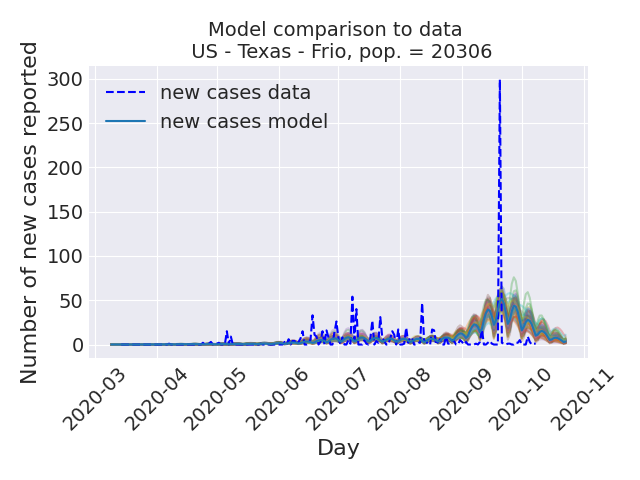 Model comparison to data
US - Texas - Frio, pop. = 20306
Number of new cases reported
300
250
200
150
100
50
0
new cases data
new cases model
2020-03
2020-04
2020-05
2020-06
2020-07
2020-08
2020-09
2020-10
2020-11
Day